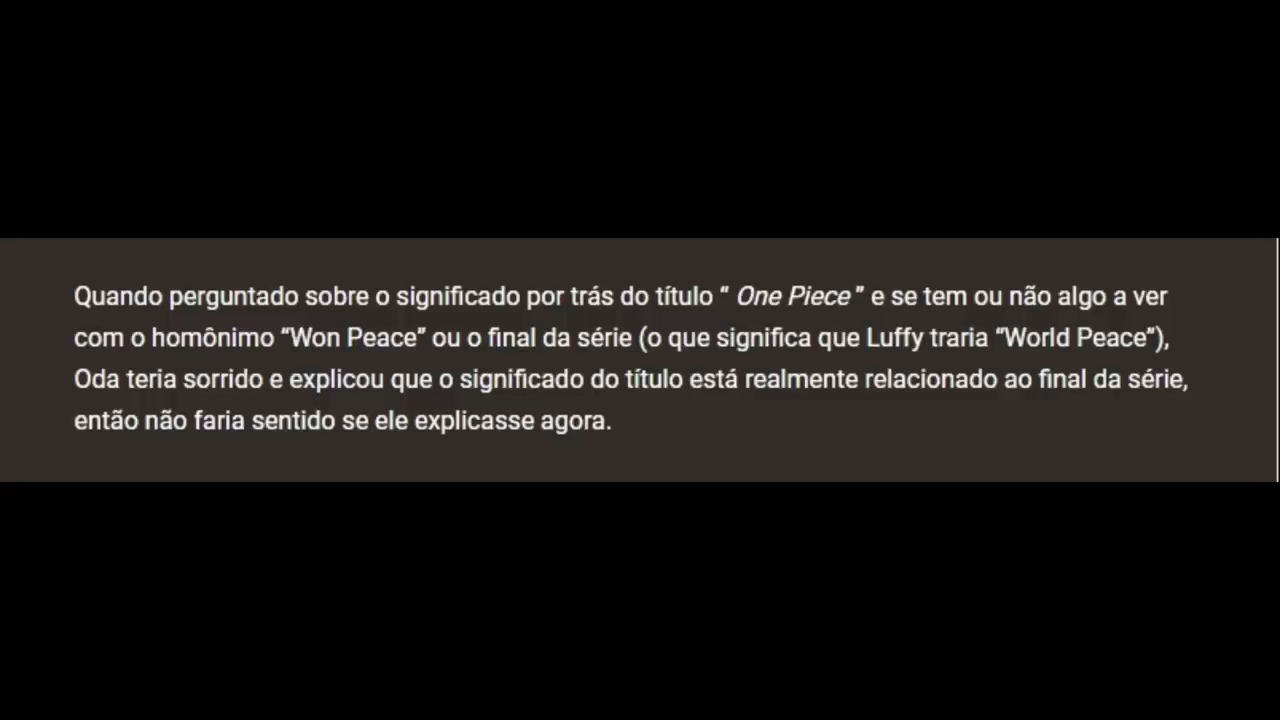 Quando perguntado sobre o significado por trás do título “ One Piece ” e se tem ou não algo a ver
com o homônimo “Won Peace” ou o final da série (o que significa que Luffy traria “World Peace”),
Oda teria sorrido e explicou que o significado do título está realmente relacionado ao final da série,
então não faria sentido se ele explicasse agora.